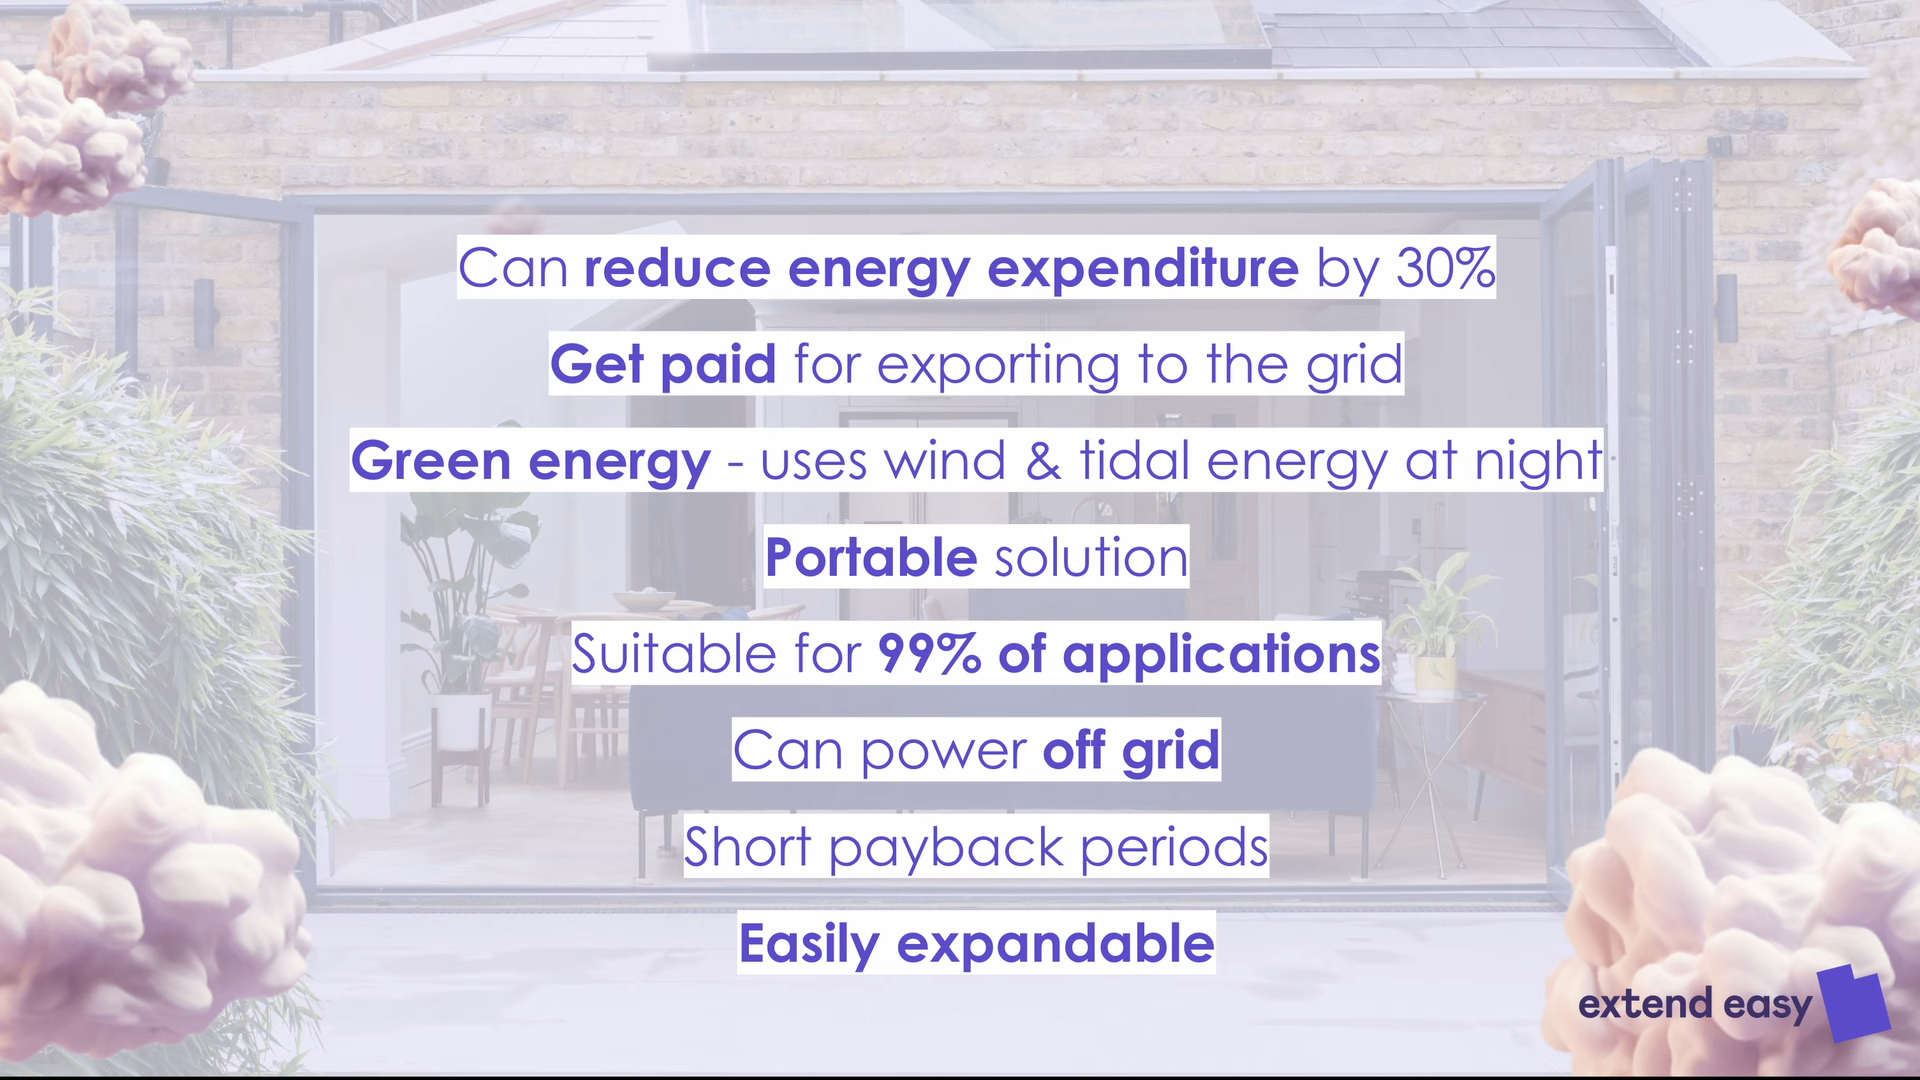 Can reduce energy expenditure by 30%
Get paid for exporting to the grid
Green energy - uses wind & tidal energy at night
Portable solution
Suitable for 99% of applications
Can power off grid
Short payback periods
Easily expandable
extend easy